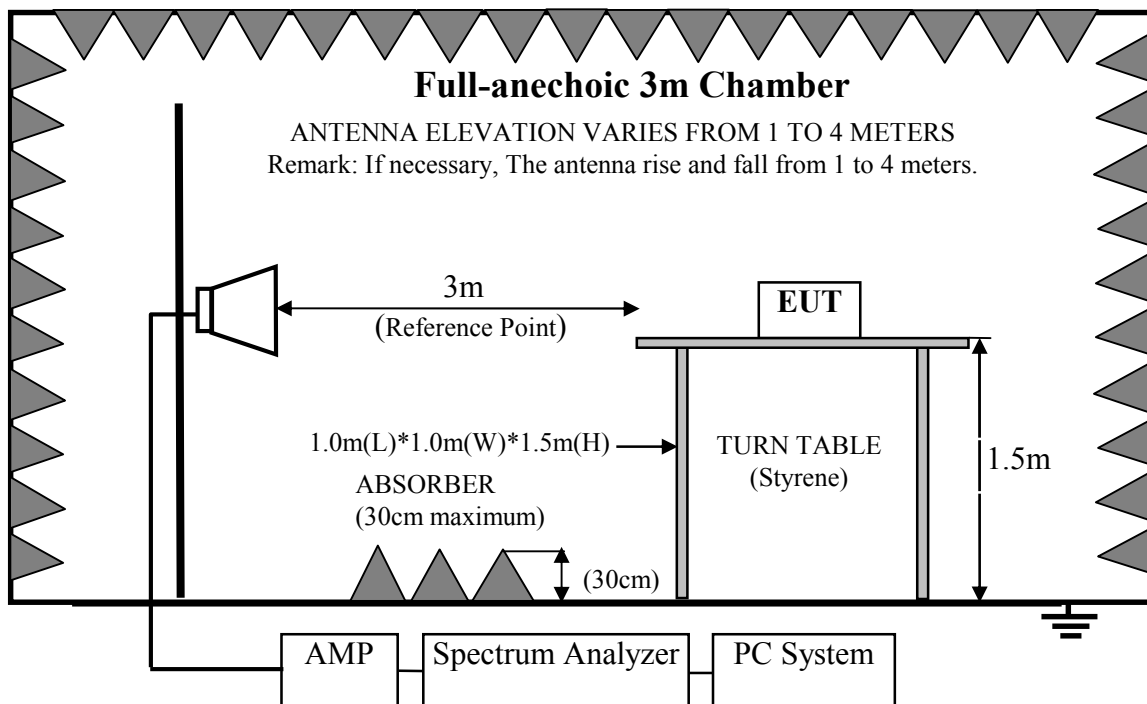 Full-anechoic 3m Chamber
ANTENNA ELEVATION VARIES FROM 1 TO 4 METERS
Remark: If necessary, The antenna rise and fall from 1 to 4 meters.
3m
(Reference Point)
EUT
1.0m(L)*1.0m(W)*1.5m(H)
TURN TABLE
(Styrene)
1.5m
ABSORBER
(30cm maximum)
(30cm)
AMP
Spectrum Analyzer
PC System